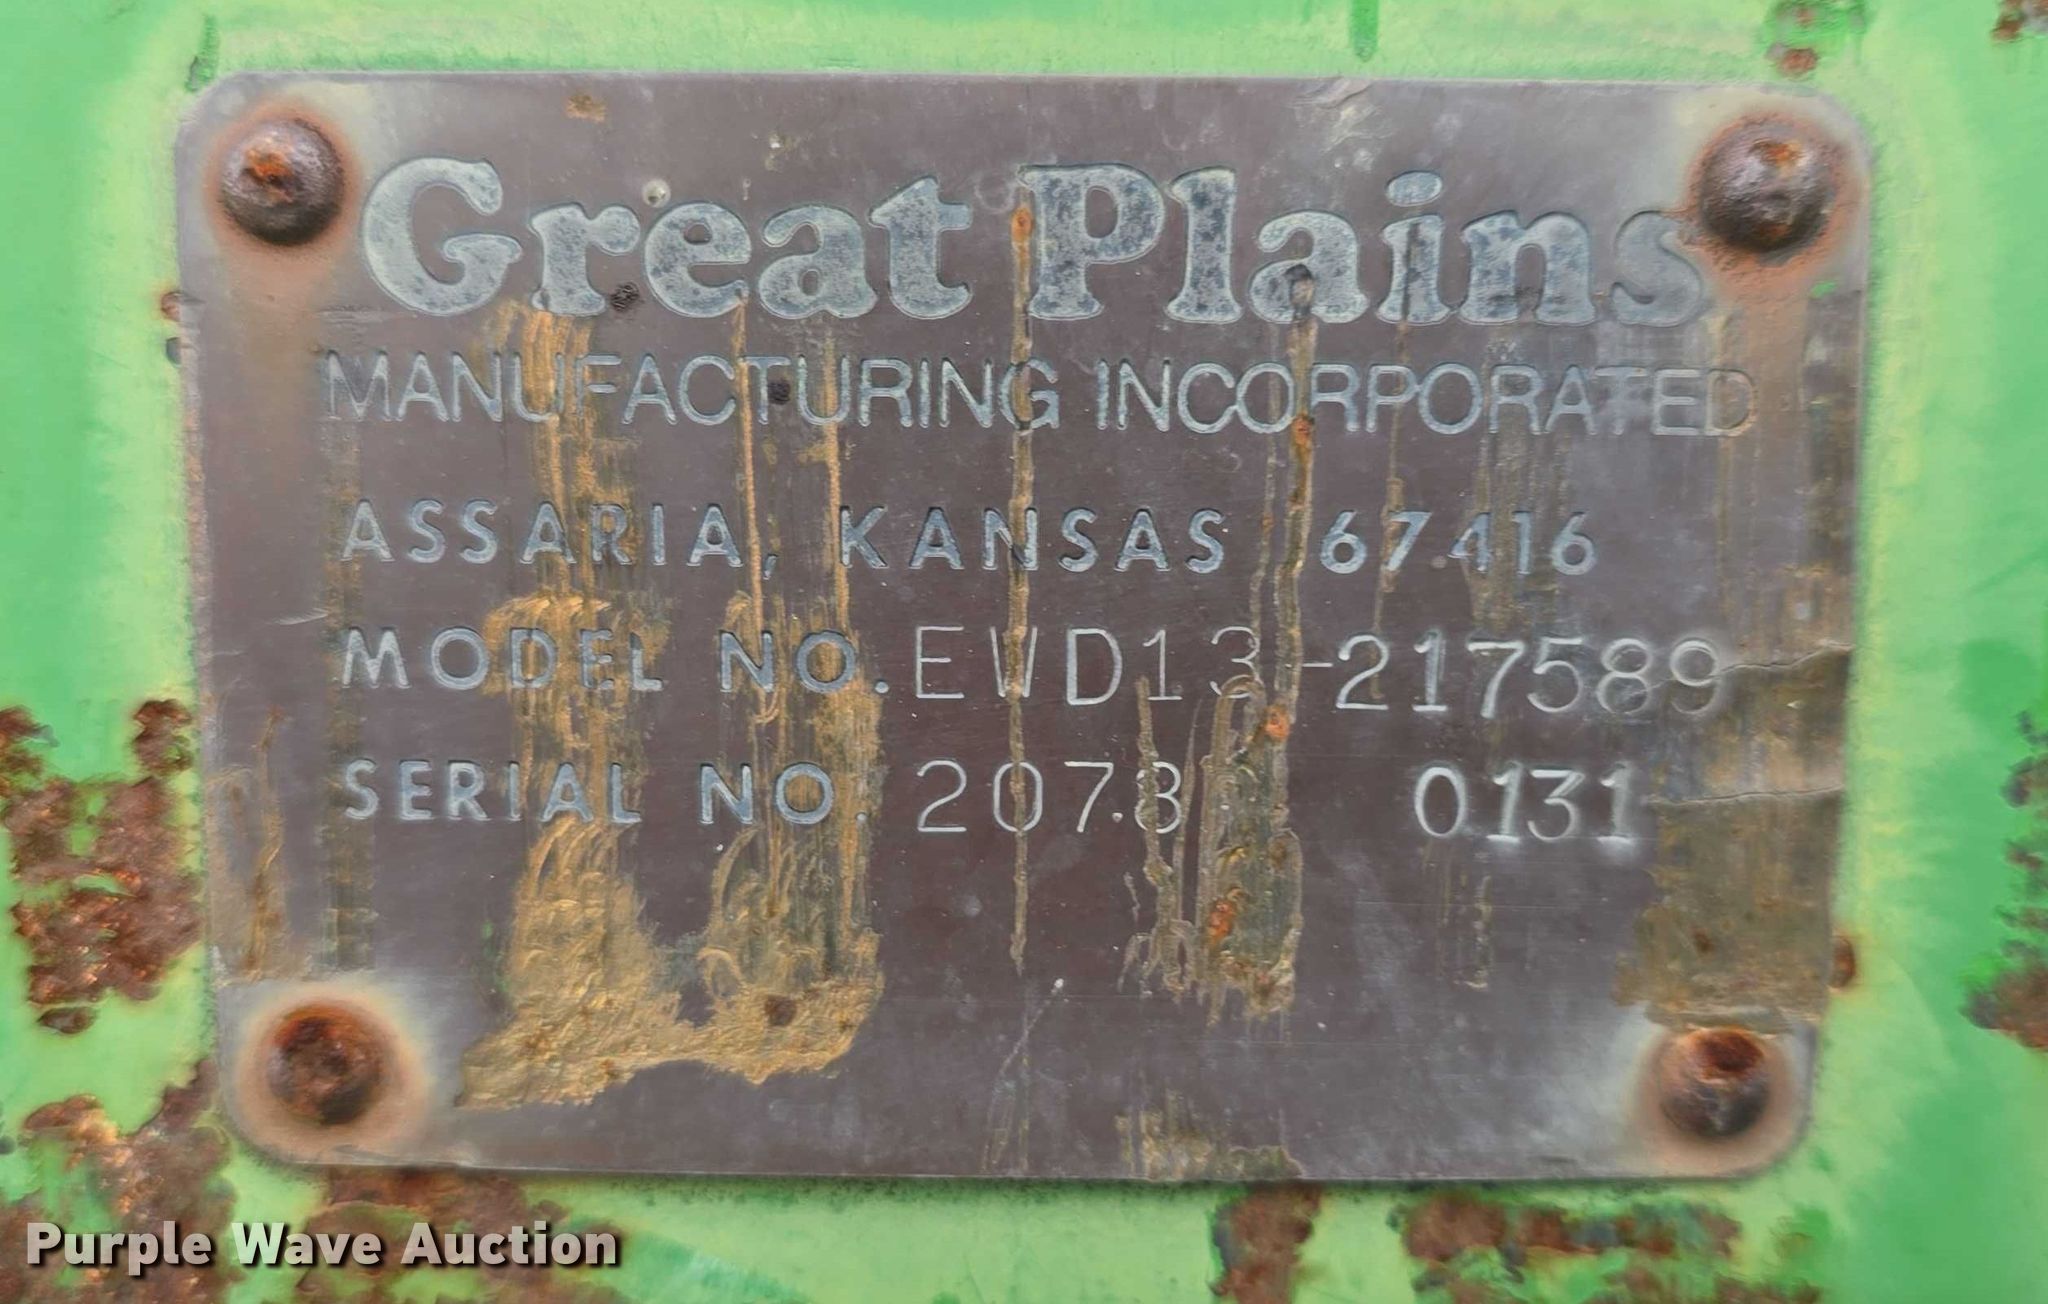 Great Plains
MANUFACTURING INCORPORATED
ASSARIA, KANSAS 67416
MODEL NO. EWD13-217589
SERIAL NO. 2078 0131
Purple Wave Auction